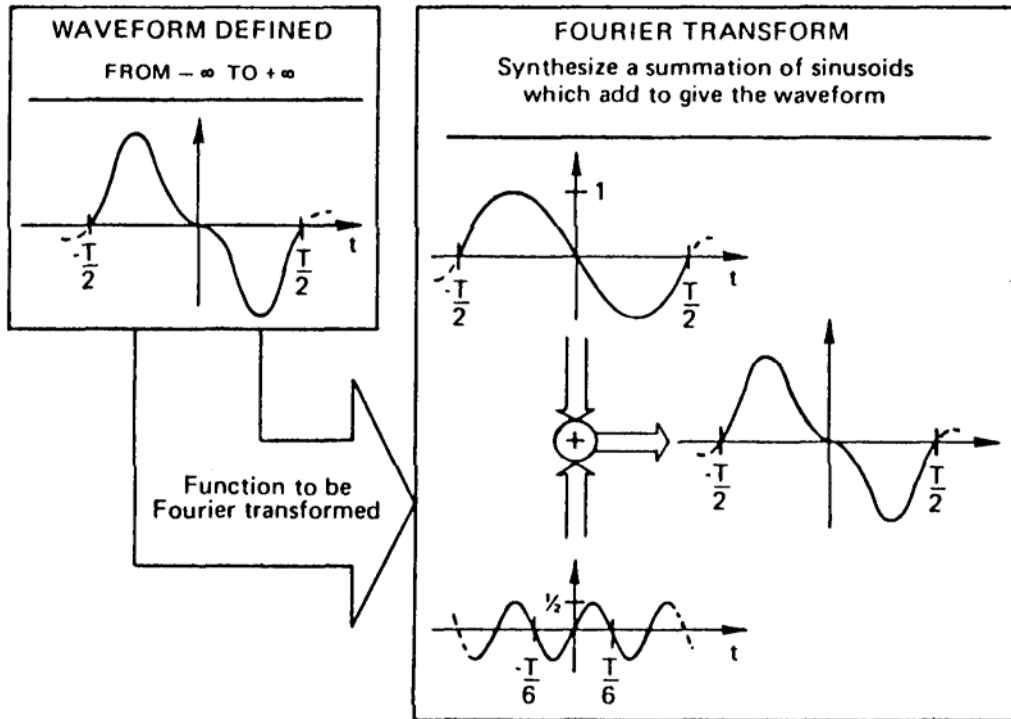 WAVEFORM DEFINED
FROM – ∞ TO + ∞
t
-T/2
T/2
Function to be
Fourier transformed
FOURIER TRANSFORM
Synthesize a summation of sinusoids
which add to give the waveform
1
t
-T/2
T/2
+
-T/2
T/2
½
t
-T/6
T/6